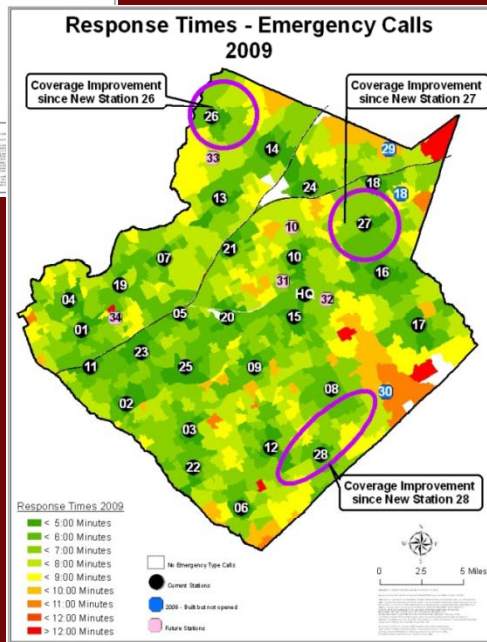 Response Times - Emergency Calls
2009
Coverage Improvement
since New Station 26
Coverage Improvement
since New Station 27
26
14
29
33
24
18
18
13
27
10
21
07
10
16
19
31
04
HQ
32
34
05
20
15
17
01
23
11
25
09
08
30
02
03
12
28
22
06
Coverage Improvement
since New Station 28
Response Times 2009
< 5:00 Minutes
< 6:00 Minutes
< 7:00 Minutes
< 8:00 Minutes
< 9:00 Minutes
< 10:00 Minutes
< 11:00 Minutes
< 12:00 Minutes
> 12:00 Minutes
No Emergency Type Calls
Current Stations
2009 - Built but not opened
Future Stations
0 2.5 5 Miles